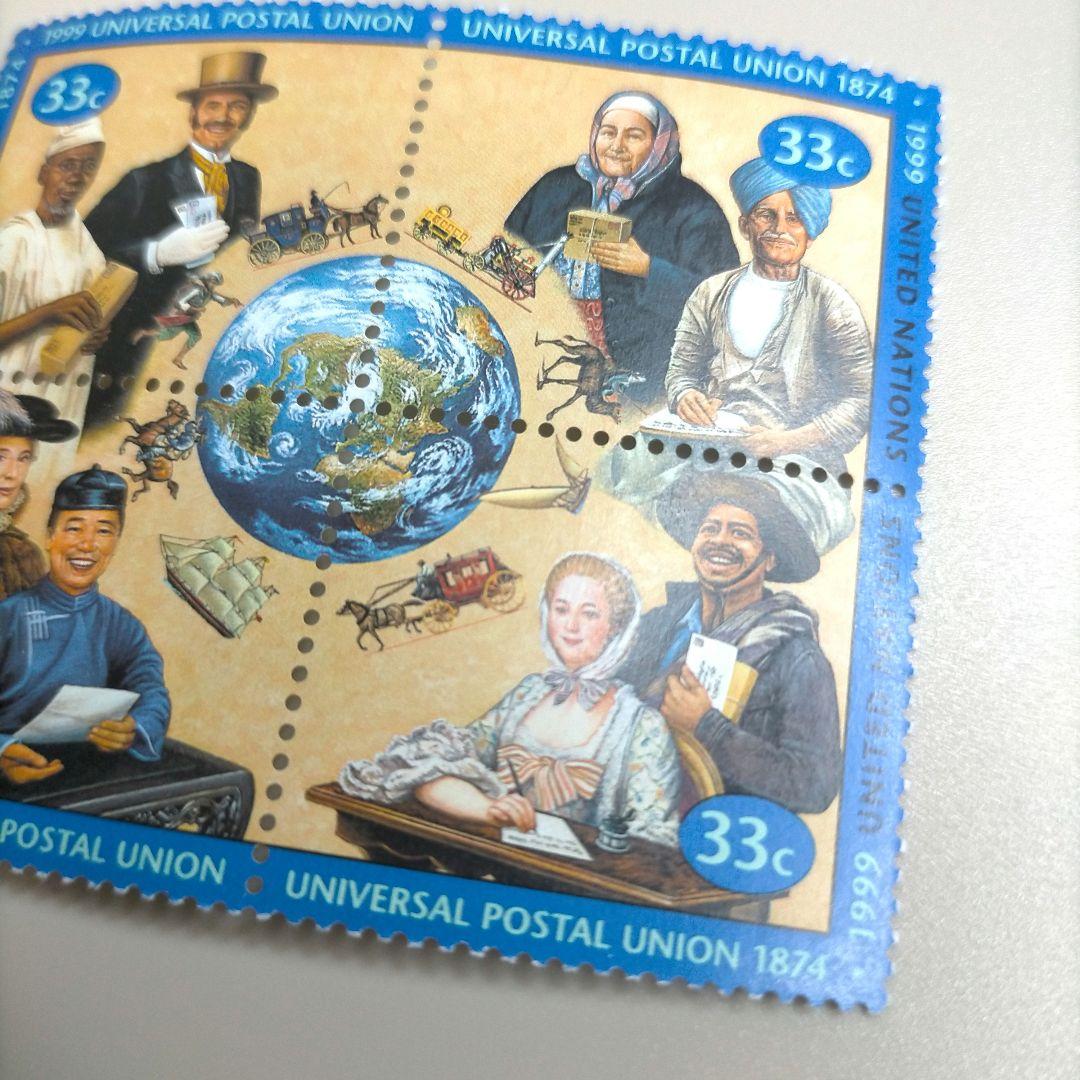 1999 UNIVERSAL POSTAL UNION
UNIVERSAL POSTAL UNION 1874
1874
33c
33c
1999 UNITED NATIONS
UNITED NATIONS
1999
33c
POSTAL UNION
UNIVERSAL POSTAL UNION 1874